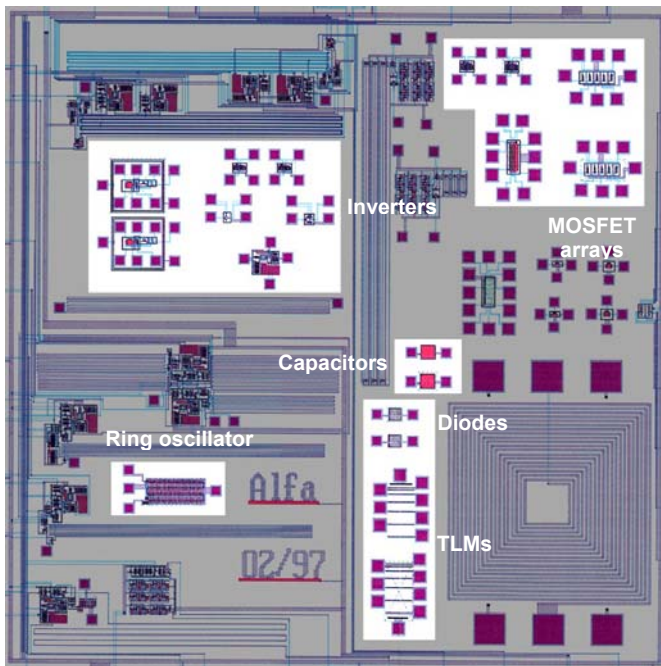 Inverters
MOSFET
arrays
Capacitors
Diodes
Ring oscillator
Alfa
TLMs
02/97